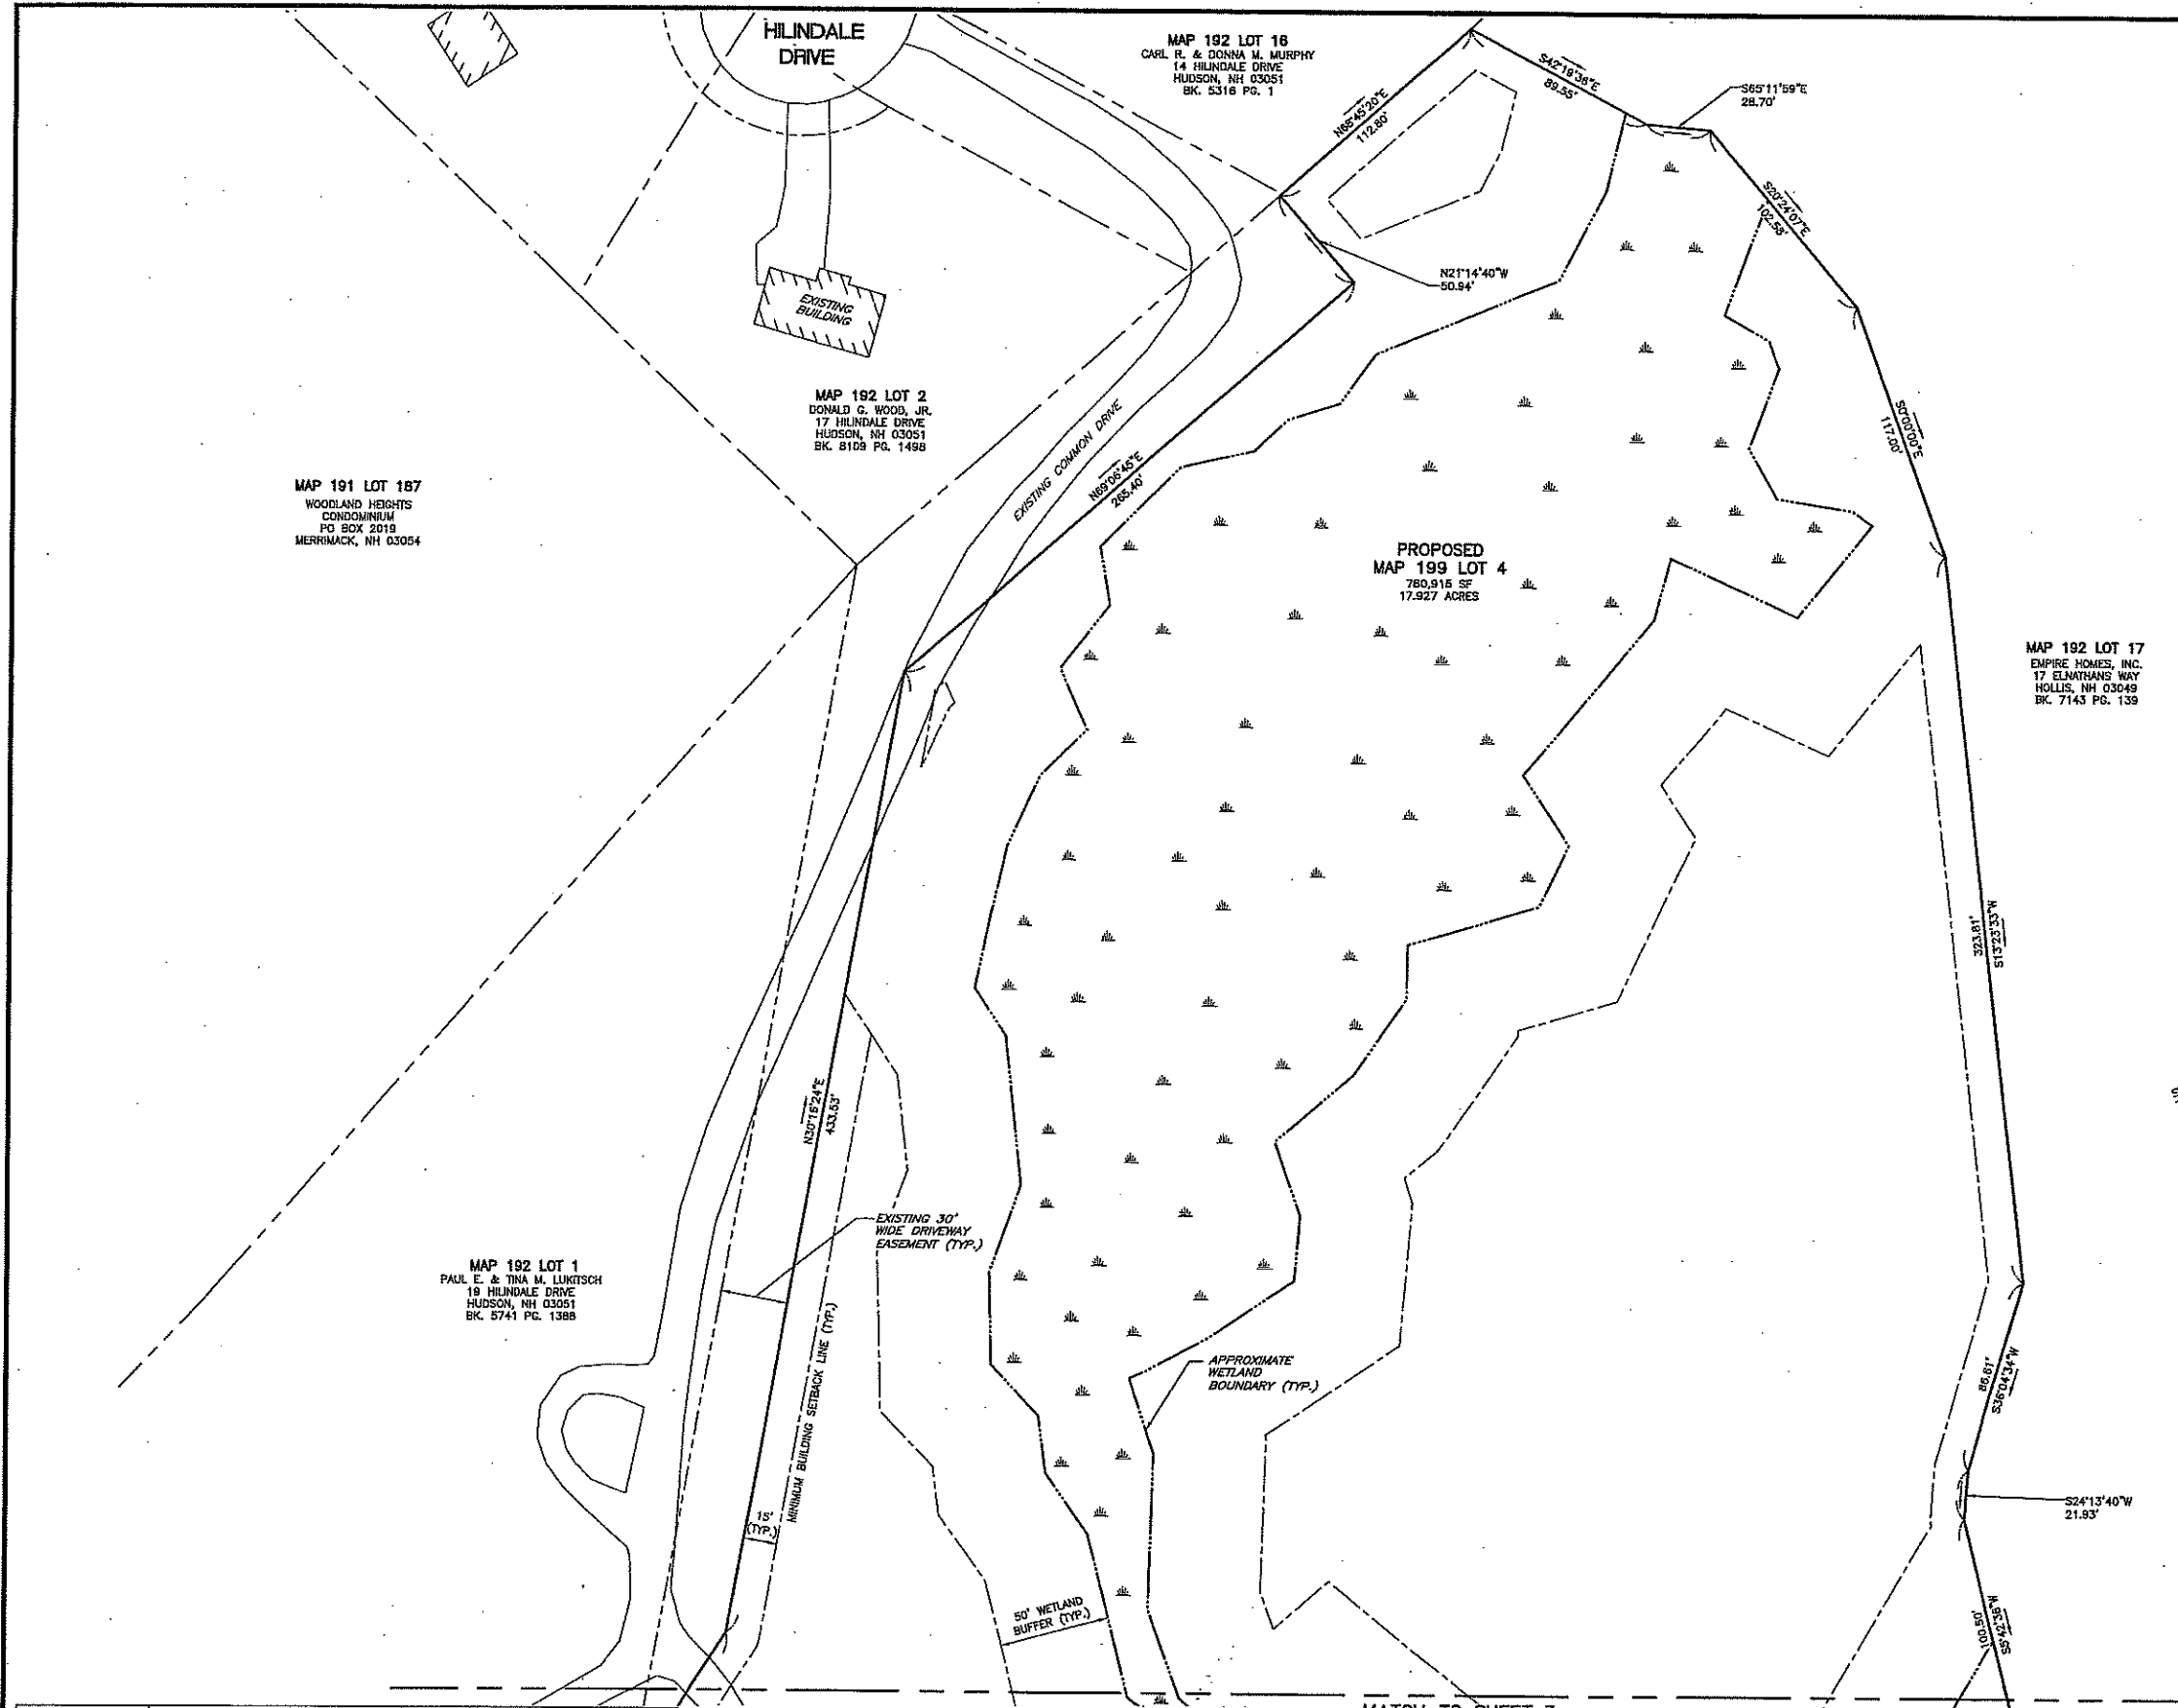 HILINDALE
DRIVE
MAP 192 LOT 16
CARL R. & DONNA M. MURPHY
14 HILINDALE DRIVE
HUDSON, NH 03051
BK. 5316 PG. 1
S42°19'36"E
89.55'
S65°11'59"E
28.70'
N68°45'20"E
112.80'
S20°24'07"E
102.58'
N21°14'40"W
50.94'
EXISTING
BUILDING
MAP 192 LOT 2
DONALD G. WOOD, JR.
17 HILINDALE DRIVE
HUDSON, NH 03051
BK. 8109 PG. 1498
EXISTING COMMON DRIVE
N69°06'45"E
265.40'
S0°00'00"E
117.00'
MAP 191 LOT 187
WOODLAND HEIGHTS
CONDOMINIUM
PO BOX 2019
MERRIMACK, NH 03054
PROPOSED
MAP 199 LOT 4
780,915 SF
17.927 ACRES
MAP 192 LOT 17
EMPIRE HOMES, INC.
17 ELNATHANS WAY
HOLLIS, NH 03049
BK. 7143 PG. 139
323.81'
S13°23'33"W
N30°16'24"E
433.53'
EXISTING 30'
WIDE DRIVEWAY
EASEMENT (TYP.)
MAP 192 LOT 1
PAUL E. & TINA M. LUKITSCH
19 HILINDALE DRIVE
HUDSON, NH 03051
BK. 5741 PG. 1388
MINIMUM BUILDING SETBACK LINE (TYP.)
APPROXIMATE
WETLAND
BOUNDARY (TYP.)
86.61'
S36°04'34"W
S24°13'40"W
21.93'
15'
(TYP.)
50' WETLAND
BUFFER (TYP.)
100.50'
S5°42'36"W